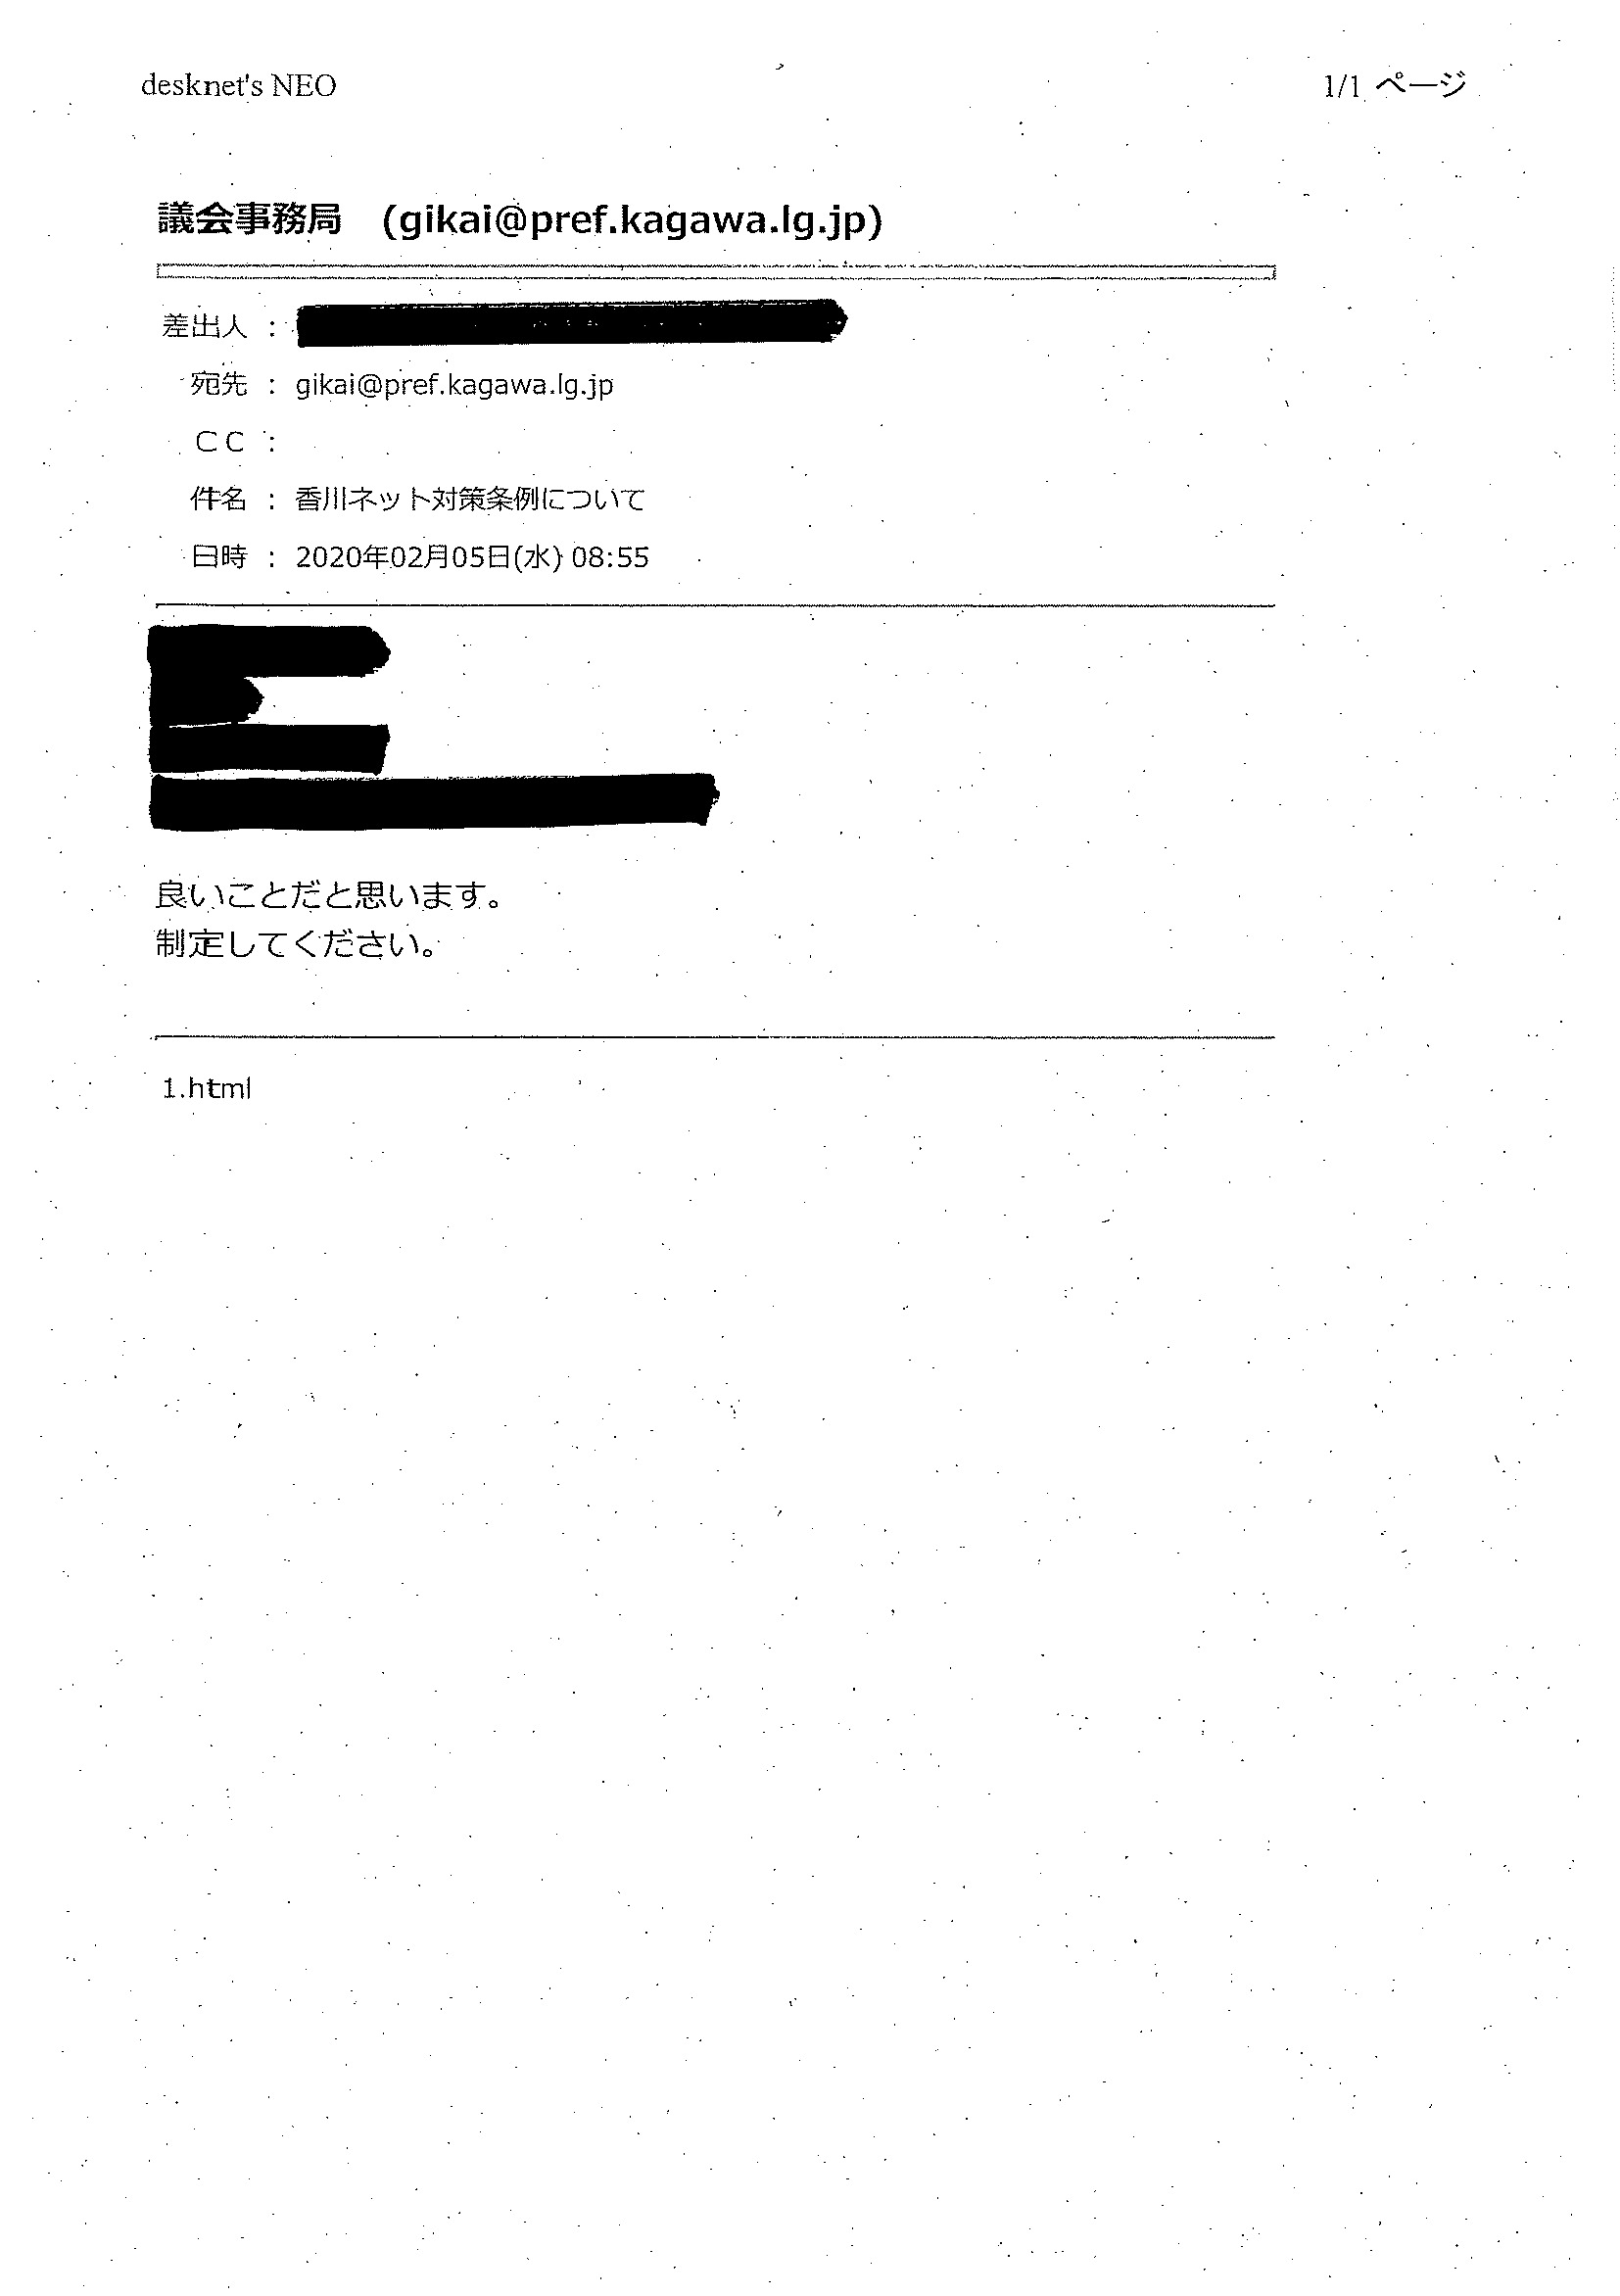 desknet's NEO
1/1 ページ
議会事務局 (gikai@pref.kagawa.lg.jp)
差出人 :
宛先 : gikai@pref.kagawa.lg.jp
CC :
件名 : 香川ネット対策条例について
日時 : 2020年02月05日(水) 08:55
良いことだと思います。
制定してください。
1.html